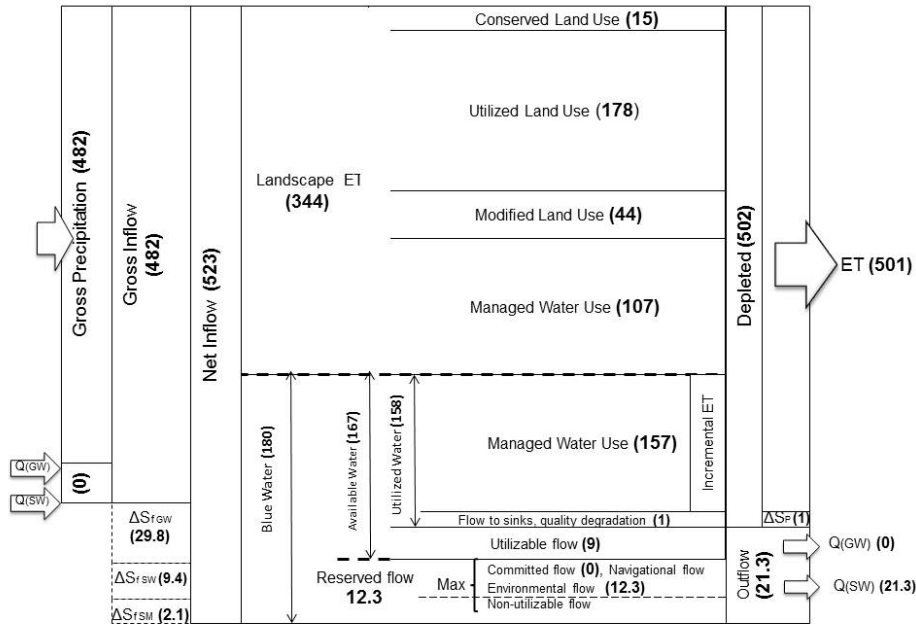 Gross Precipitation (482)
(0)
Q(GW)
Q(SW)
Gross Inflow
(482)
ΔSfGW
(29.8)
ΔSfSW (9.4)
ΔSfSM (2.1)
Net Inflow (523)
Landscape ET
(344)
Conserved Land Use (15)
Utilized Land Use (178)
Modified Land Use (44)
Managed Water Use (107)
Blue Water (180)
Available Water (167)
Utilized Water (158)
Managed Water Use (157)
Incremental ET
Flow to sinks, quality degradation (1)
Utilizable flow (9)
Reserved flow
12.3
Max
Committed flow (0), Navigational flow
Environmental flow (12.3)
Non-utilizable flow
Depleted (502)
Outflow
(21.3)
ΔSP (1)
ET (501)
Q(GW) (0)
Q(SW) (21.3)